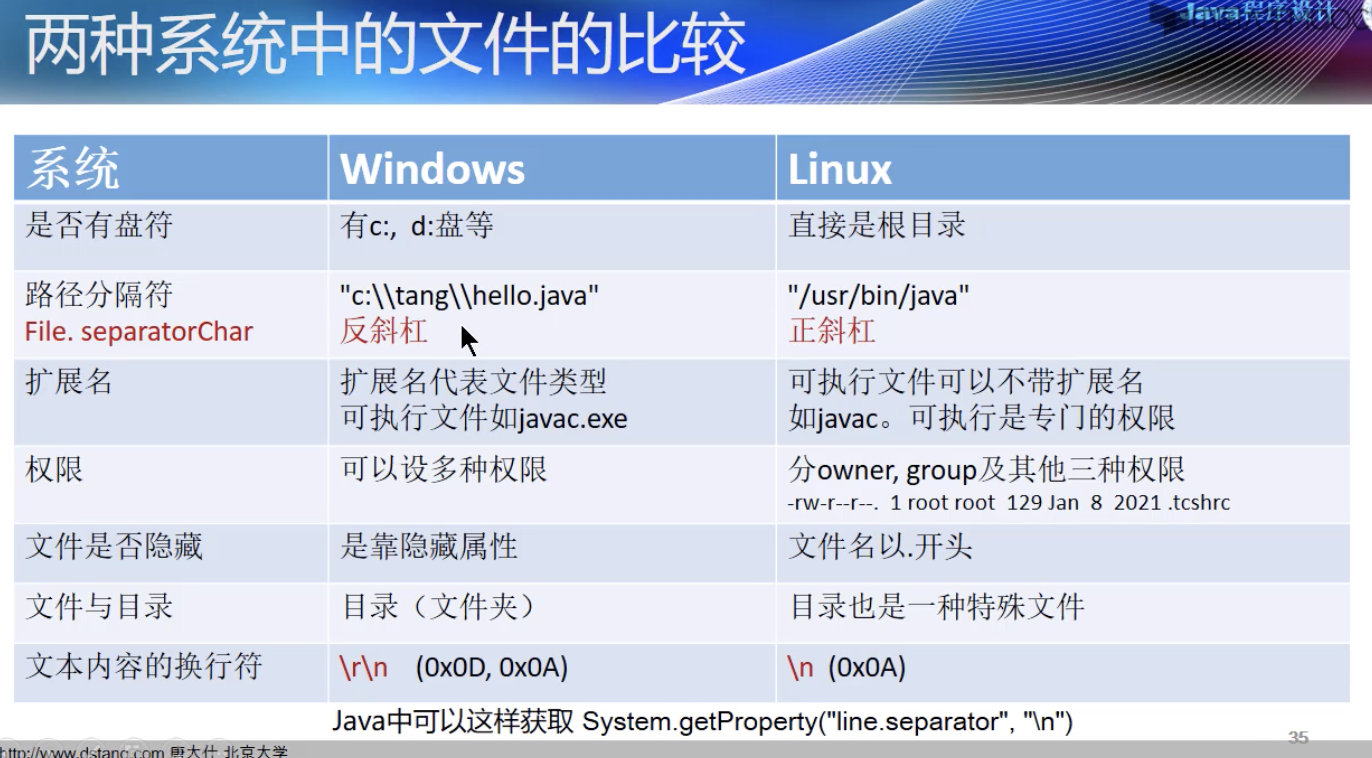 Java程序设计
两种系统中的文件的比较
系统 Windows Linux
是否有盘符 有c:, d:盘等 直接是根目录
路径分隔符 "c:\\tang\\hello.java" "/usr/bin/java"
File. separatorChar 反斜杠 正斜杠
扩展名 扩展名代表文件类型 可执行文件可以不带扩展名
可执行文件如javac.exe 如javac。可执行是专门的权限
权限 可以设多种权限 分owner, group及其他三种权限
-rw-r--r--. 1 root root 129 Jan 8 2021 .tcshrc
文件是否隐藏 是靠隐藏属性 文件名以.开头
文件与目录 目录（文件夹） 目录也是一种特殊文件
文本内容的换行符 \r\n (0x0D, 0x0A) \n (0x0A)
Java中可以这样获取 System.getProperty("line.separator", "\n")
35
http://www.dstang.com 唐大仕 北京大学